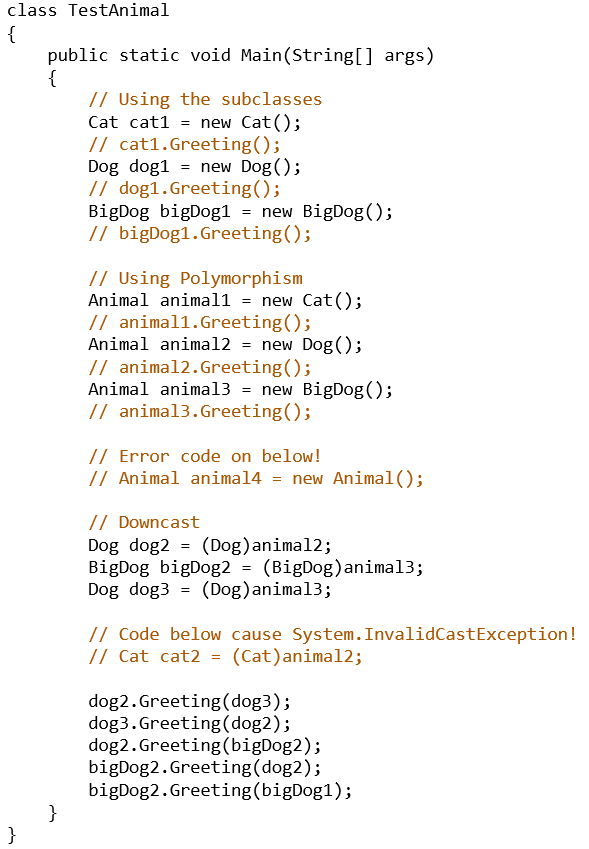 class TestAnimal
{
    public static void Main(String[] args)
    {
        // Using the subclasses
        Cat cat1 = new Cat();
        // cat1.Greeting();
        Dog dog1 = new Dog();
        // dog1.Greeting();
        BigDog bigDog1 = new BigDog();
        // bigDog1.Greeting();

        // Using Polymorphism
        Animal animal1 = new Cat();
        // animal1.Greeting();
        Animal animal2 = new Dog();
        // animal2.Greeting();
        Animal animal3 = new BigDog();
        // animal3.Greeting();

        // Error code on below!
        // Animal animal4 = new Animal();

        // Downcast
        Dog dog2 = (Dog)animal2;
        BigDog bigDog2 = (BigDog)animal3;
        Dog dog3 = (Dog)animal3;

        // Code below cause System.InvalidCastException!
        // Cat cat2 = (Cat)animal2;

        dog2.Greeting(dog3);
        dog3.Greeting(dog2);
        dog2.Greeting(bigDog2);
        bigDog2.Greeting(dog2);
        bigDog2.Greeting(bigDog1);
    }
}